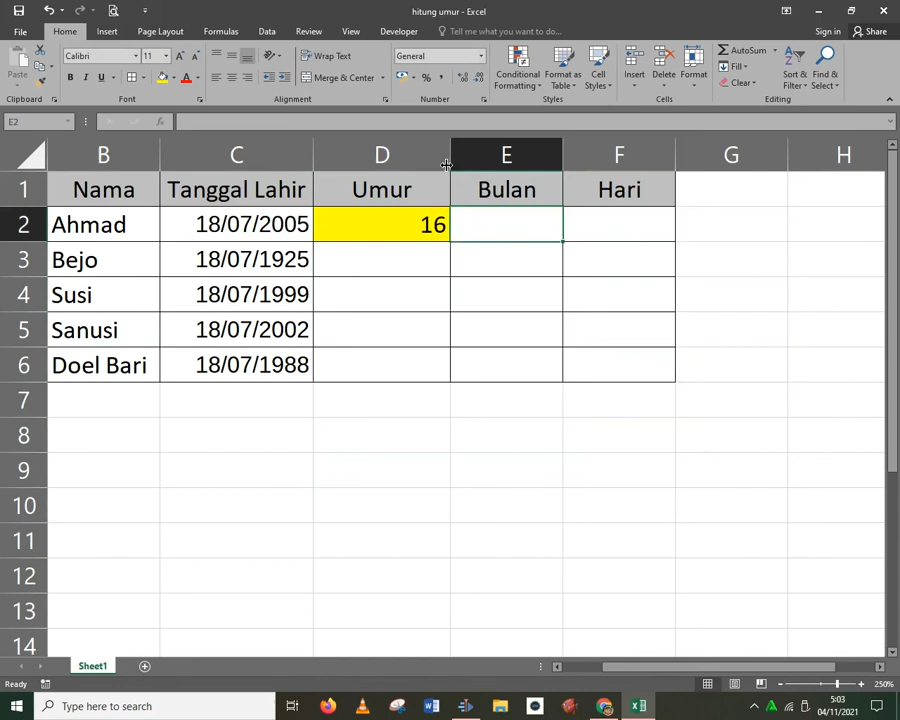 hitung umur - Excel
File Home Insert Page Layout Formulas Data Review View Developer Tell me what you want to do... Sign in Share
Calibri 11 Wrap Text General AutoSum
Paste B I U A Merge & Center % Conditional Formatting Format as Table Cell Styles Insert Delete Format Fill Clear Sort & Filter Find & Select
Clipboard Font Alignment Number Styles Cells Editing
E2 fx
B C D E F G H
1 Nama Tanggal Lahir Umur Bulan Hari
2 Ahmad 18/07/2005 16
3 Bejo 18/07/1925
4 Susi 18/07/1999
5 Sanusi 18/07/2002
6 Doel Bari 18/07/1988
7
8
9
10
11
12
13
14
Sheet1
Ready 250%
Type here to search 5:03
04/11/2021